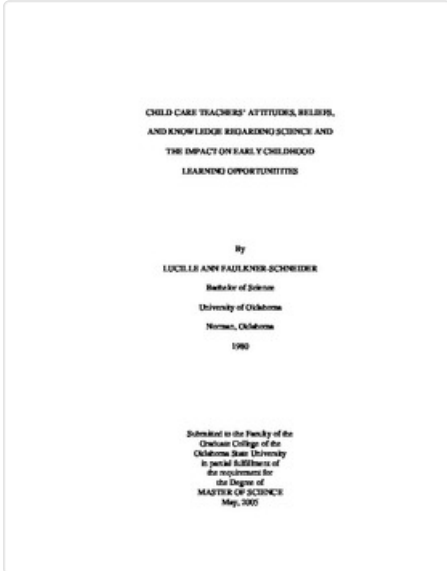 CHILD CARE TEACHERS' ATTITUDES, BELIEFS,
AND KNOWLEDGE REGARDING SCIENCE AND
THE IMPACT ON EARLY CHILDHOOD
LEARNING OPPORTUNITITIES
By
LUCILLE ANN FAULKNER-SCHNEIDER
Bachelor of Science
University of Oklahoma
Norman, Oklahoma
1980
Submitted to the Faculty of the
Graduate College of the
Oklahoma State University
in partial fulfillment of
the requirement for
the Degree of
MASTER OF SCIENCE
May, 2005